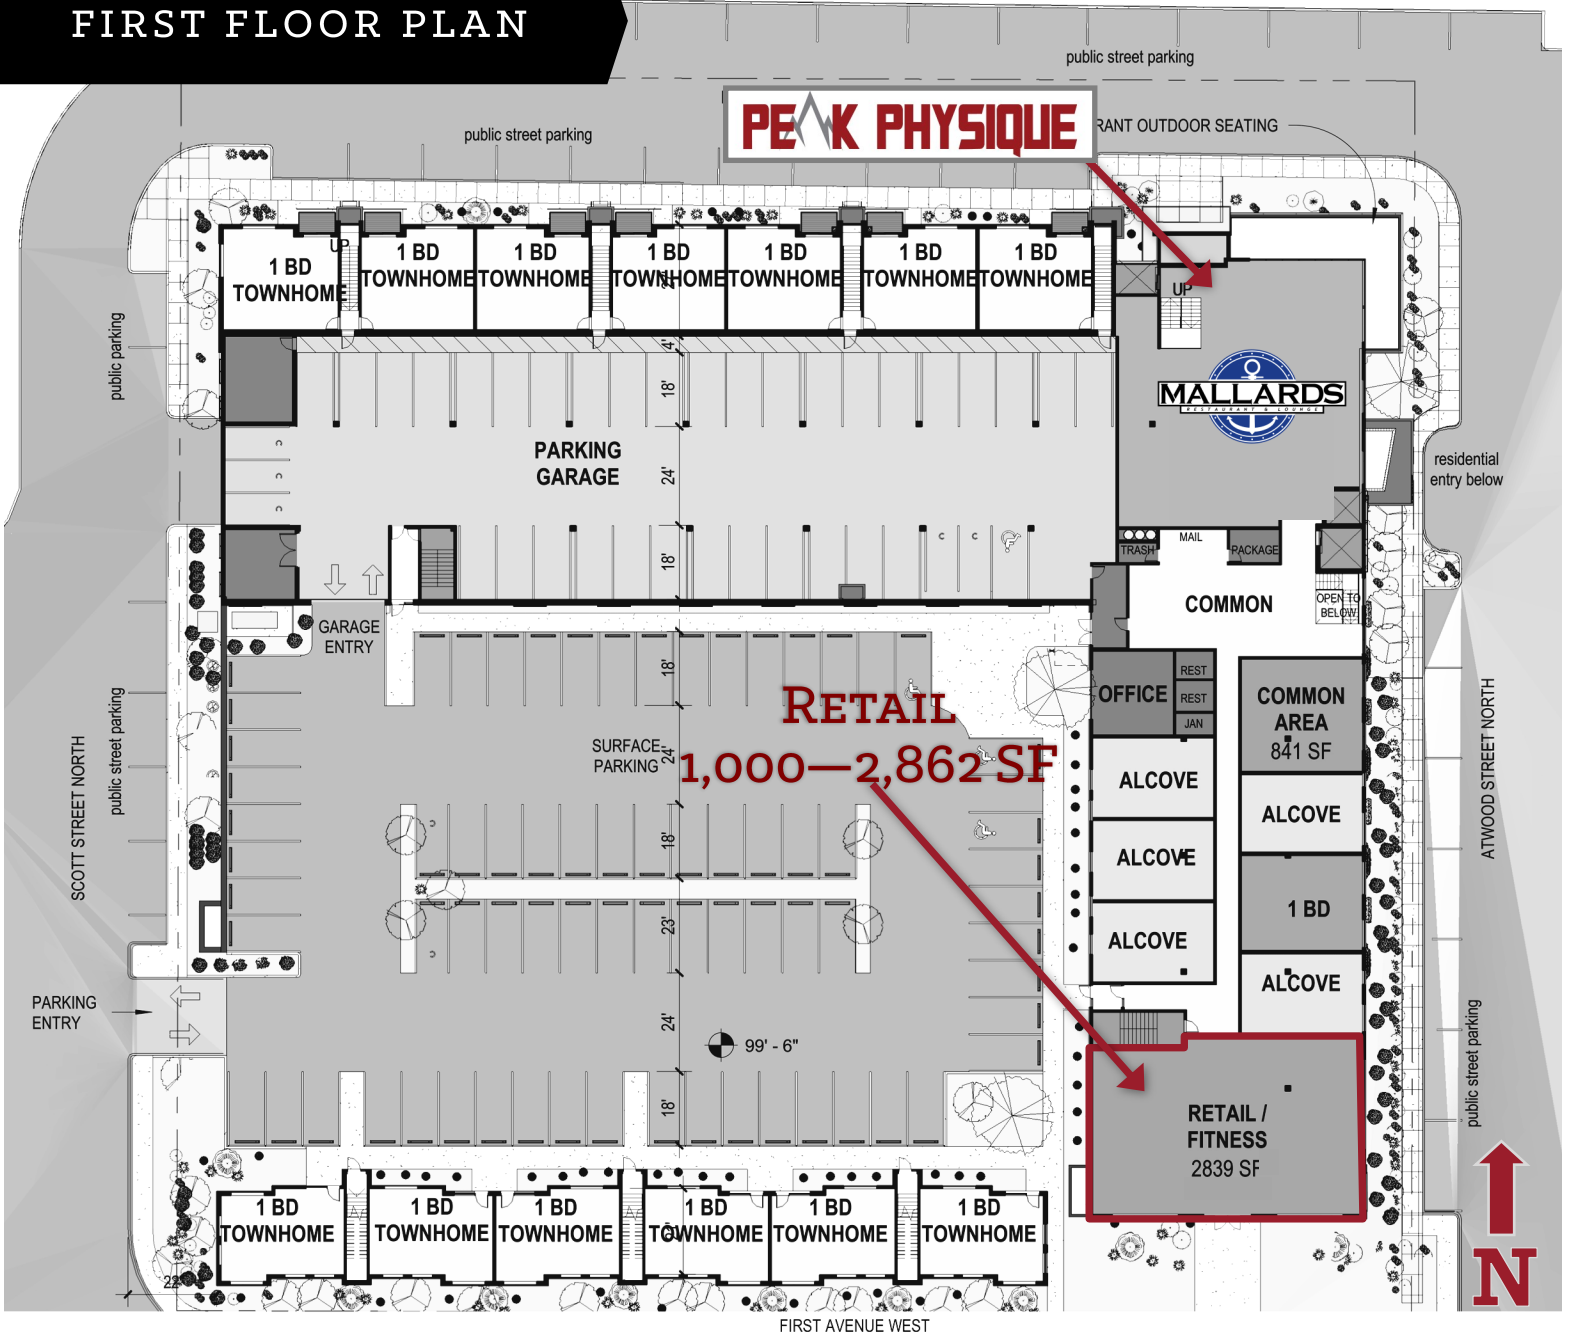 FIRST FLOOR PLAN
public street parking
public street parking
PEAK PHYSIQUE
RANT OUTDOOR SEATING
UP
1 BD
TOWNHOME
1 BD
TOWNHOME
1 BD
TOWNHOME
1 BD
TOWNHOME
1 BD
TOWNHOME
1 BD
TOWNHOME
1 BD
TOWNHOME
UP
public parking
4'
18'
MALLARDS
RESTAURANT & LOUNGE
PARKING
GARAGE
24'
residential
entry below
18'
TRASH
MAIL
PACKAGE
COMMON
OPEN TO
BELOW
GARAGE
ENTRY
18'
OFFICE
REST
REST
JAN
COMMON
AREA
841 SF
RETAIL
1,000—2,862 SF
SURFACE
PARKING
24'
SCOTT STREET NORTH
public street parking
ATWOOD STREET NORTH
ALCOVE
ALCOVE
18'
ALCOVE
1 BD
23'
ALCOVE
ALCOVE
PARKING
ENTRY
24'
99' - 6"
public street parking
18'
RETAIL /
FITNESS
2839 SF
1 BD
TOWNHOME
1 BD
TOWNHOME
1 BD
TOWNHOME
1 BD
TOWNHOME
1 BD
TOWNHOME
1 BD
TOWNHOME
22'
N
FIRST AVENUE WEST